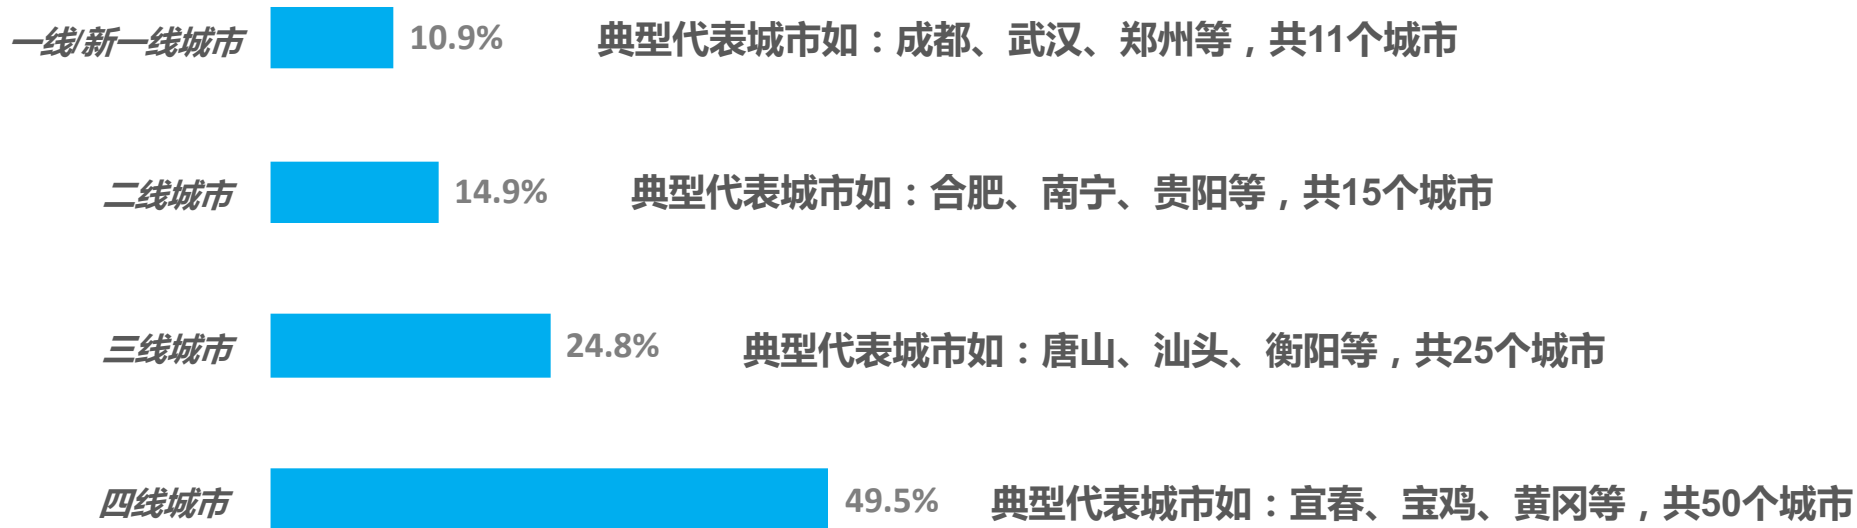 一线/新一线城市 10.9% 典型代表城市如：成都、武汉、郑州等，共11个城市
二线城市 14.9% 典型代表城市如：合肥、南宁、贵阳等，共15个城市
三线城市 24.8% 典型代表城市如：唐山、汕头、衡阳等，共25个城市
四线城市 49.5% 典型代表城市如：宜春、宝鸡、黄冈等，共50个城市